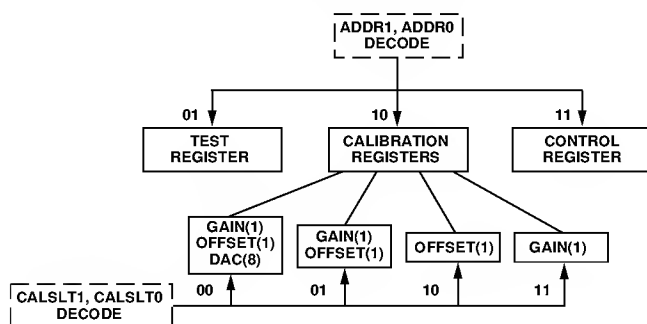 ADDR1, ADDR0
DECODE
01
10
11
TEST
REGISTER
CALIBRATION
REGISTERS
CONTROL
REGISTER
GAIN(1)
OFFSET(1)
DAC(8)
GAIN(1)
OFFSET(1)
OFFSET(1)
GAIN(1)
CALSLT1, CALSLT0
DECODE
00
01
10
11